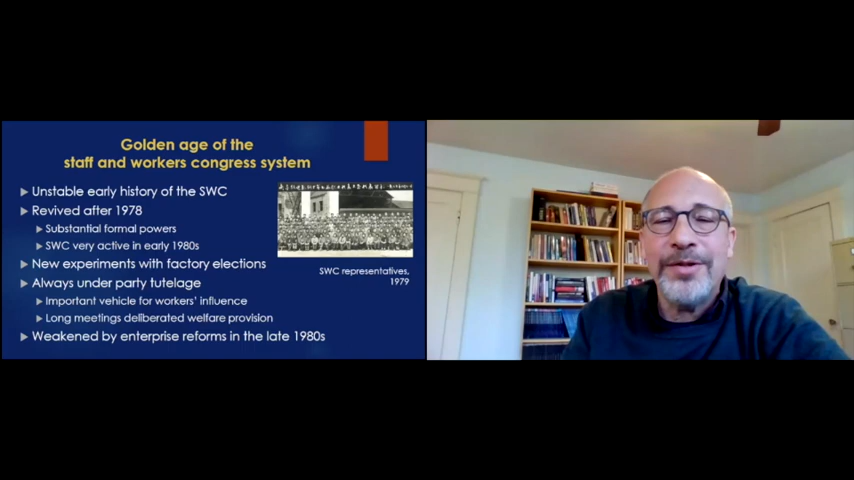 Golden age of the
staff and workers congress system
Unstable early history of the SWC
Revived after 1978
Substantial formal powers
SWC very active in early 1980s
New experiments with factory elections
Always under party tutelage
Important vehicle for workers' influence
Long meetings deliberated welfare provision
Weakened by enterprise reforms in the late 1980s
SWC representatives,
1979